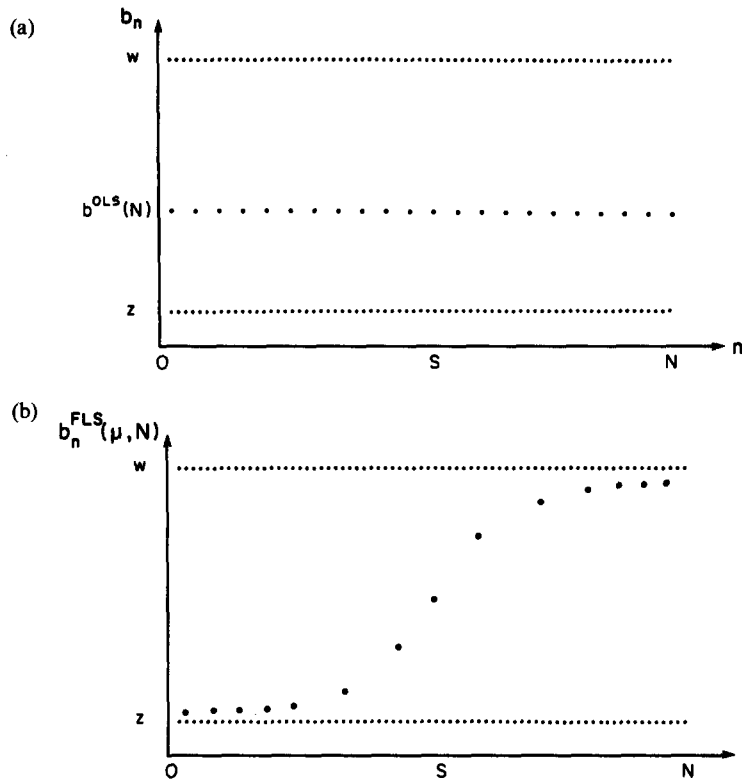 (a)
b_n
w
b^OLS(N)
z
O S N n
(b)
b_n^FLS(μ,N)
w
z
O S N